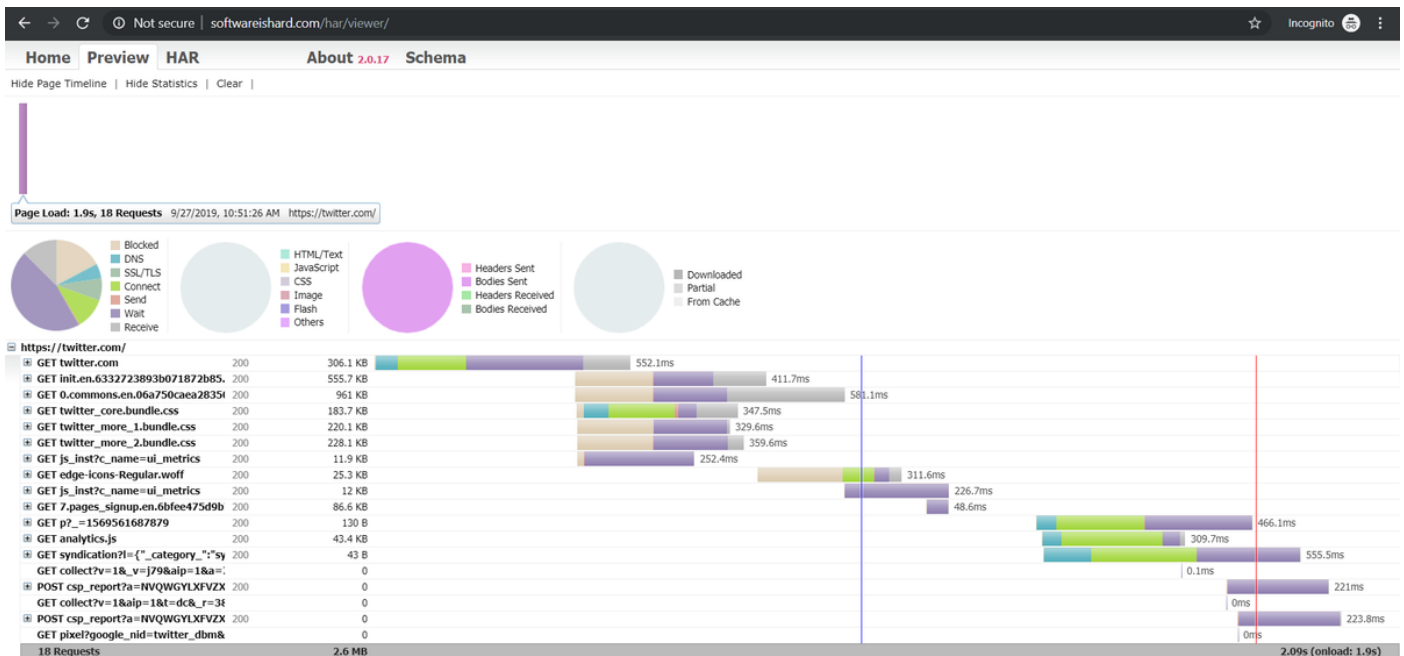 Not secure | softwareishard.com/har/viewer/ Incognito
Home Preview HAR About 2.0.17 Schema
Hide Page Timeline | Hide Statistics | Clear |
Page Load: 1.9s, 18 Requests 9/27/2019, 10:51:26 AM https://twitter.com/
Blocked
DNS
SSL/TLS
Connect
Send
Wait
Receive
HTML/Text
JavaScript
CSS
Image
Flash
Others
Headers Sent
Bodies Sent
Headers Received
Bodies Received
Downloaded
Partial
From Cache
https://twitter.com/
GET twitter.com 200 306.1 KB 552.1ms
GET init.en.6332723893b071872b85. 200 555.7 KB 411.7ms
GET 0.commons.en.06a750caea2835( 200 961 KB 581.1ms
GET twitter_core.bundle.css 200 183.7 KB 347.5ms
GET twitter_more_1.bundle.css 200 220.1 KB 329.6ms
GET twitter_more_2.bundle.css 200 228.1 KB 359.6ms
GET js_inst?c_name=ui_metrics 200 11.9 KB 252.4ms
GET edge-icons-Regular.woff 200 25.3 KB 311.6ms
GET js_inst?c_name=ui_metrics 200 12 KB 226.7ms
GET 7.pages_signup.en.6bfee475d9b 200 86.6 KB 48.6ms
GET p?_=1569561687879 200 130 B 466.1ms
GET analytics.js 200 43.4 KB 309.7ms
GET syndication?l={"_category_":"sy 200 43 B 555.5ms
GET collect?v=1&_v=j79&aip=1&a=: 0 0.1ms
POST csp_report?a=NVQWGYLXFVZX 200 0 221ms
GET collect?v=1&aip=1&t=dc&_r=38 0 0ms
POST csp_report?a=NVQWGYLXFVZX 200 0 223.8ms
GET pixel?google_nid=twitter_dbm& 0 0ms
18 Requests 2.6 MB 2.09s (onload: 1.9s)